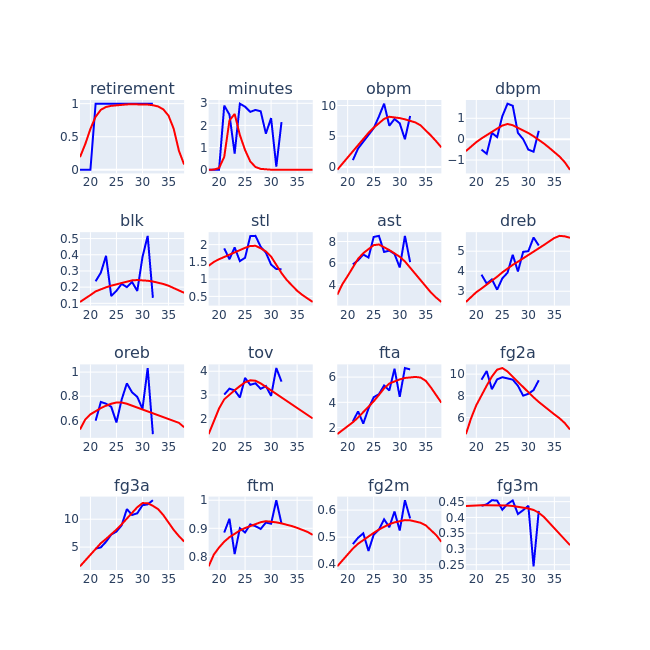 retirement minutes obpm dbpm
1 0.5 0 20 25 30 35
3 2 1 0 20 25 30 35
10 5 0 20 25 30 35
1 0 −1 20 25 30 35
blk stl ast dreb
0.5 0.4 0.3 0.2 0.1 20 25 30 35
2 1.5 1 0.5 20 25 30 35
8 6 4 20 25 30 35
5 4 3 20 25 30 35
oreb tov fta fg2a
1 0.8 0.6 20 25 30 35
4 3 2 20 25 30 35
6 4 2 20 25 30 35
10 8 6 20 25 30 35
fg3a ftm fg2m fg3m
10 5 20 25 30 35
1 0.9 0.8 20 25 30 35
0.6 0.5 0.4 20 25 30 35
0.45 0.4 0.35 0.3 0.25 20 25 30 35